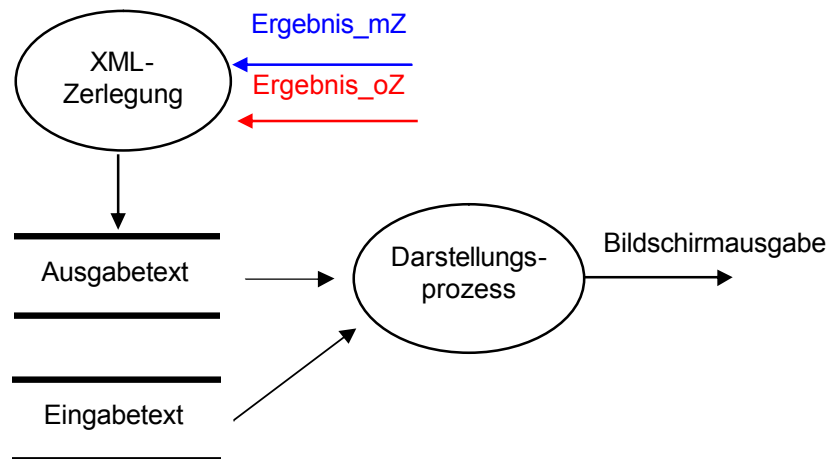 Ergebnis_mZ
XML-
Zerlegung
Ergebnis_oZ
Ausgabetext
Darstellungs-
prozess
Bildschirmausgabe
Eingabetext